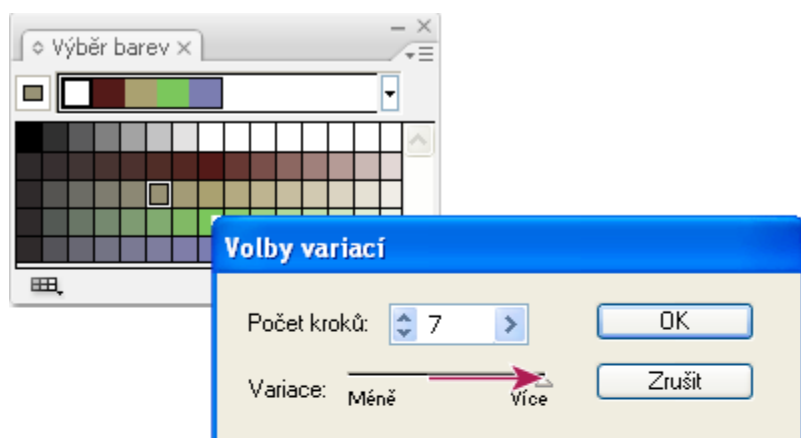 Výběr barev
Volby variací
Počet kroků: 7
OK
Variace:
Méně
Více
Zrušit